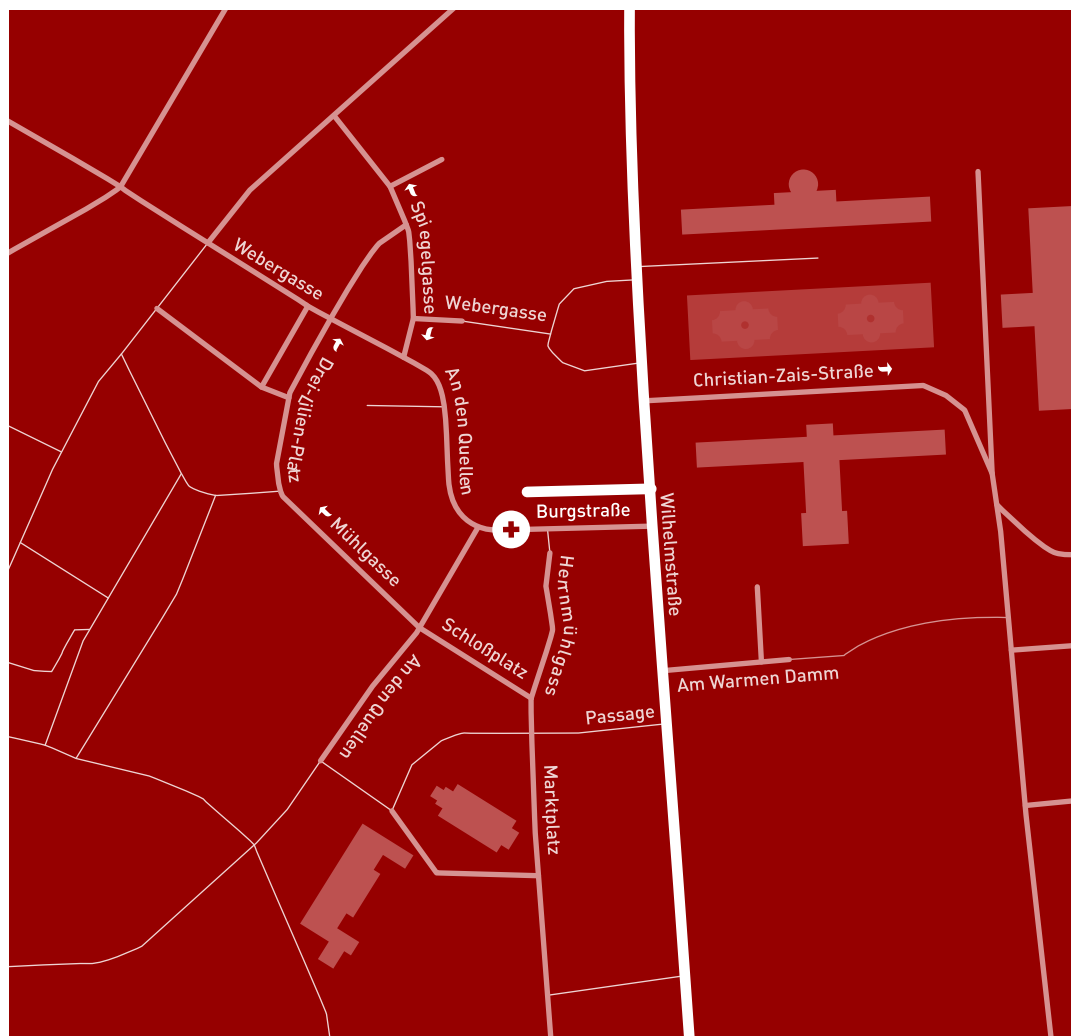 Spiegelgasse
Webergasse
Webergasse
Drei-Lilien-Platz
An den Quellen
Christian-Zais-Straße
Burgstraße
Wilhelmstraße
Mühlgasse
Herrnmühlgass
Schloßplatz
An den Quellen
Am Warmen Damm
Passage
Marktplatz